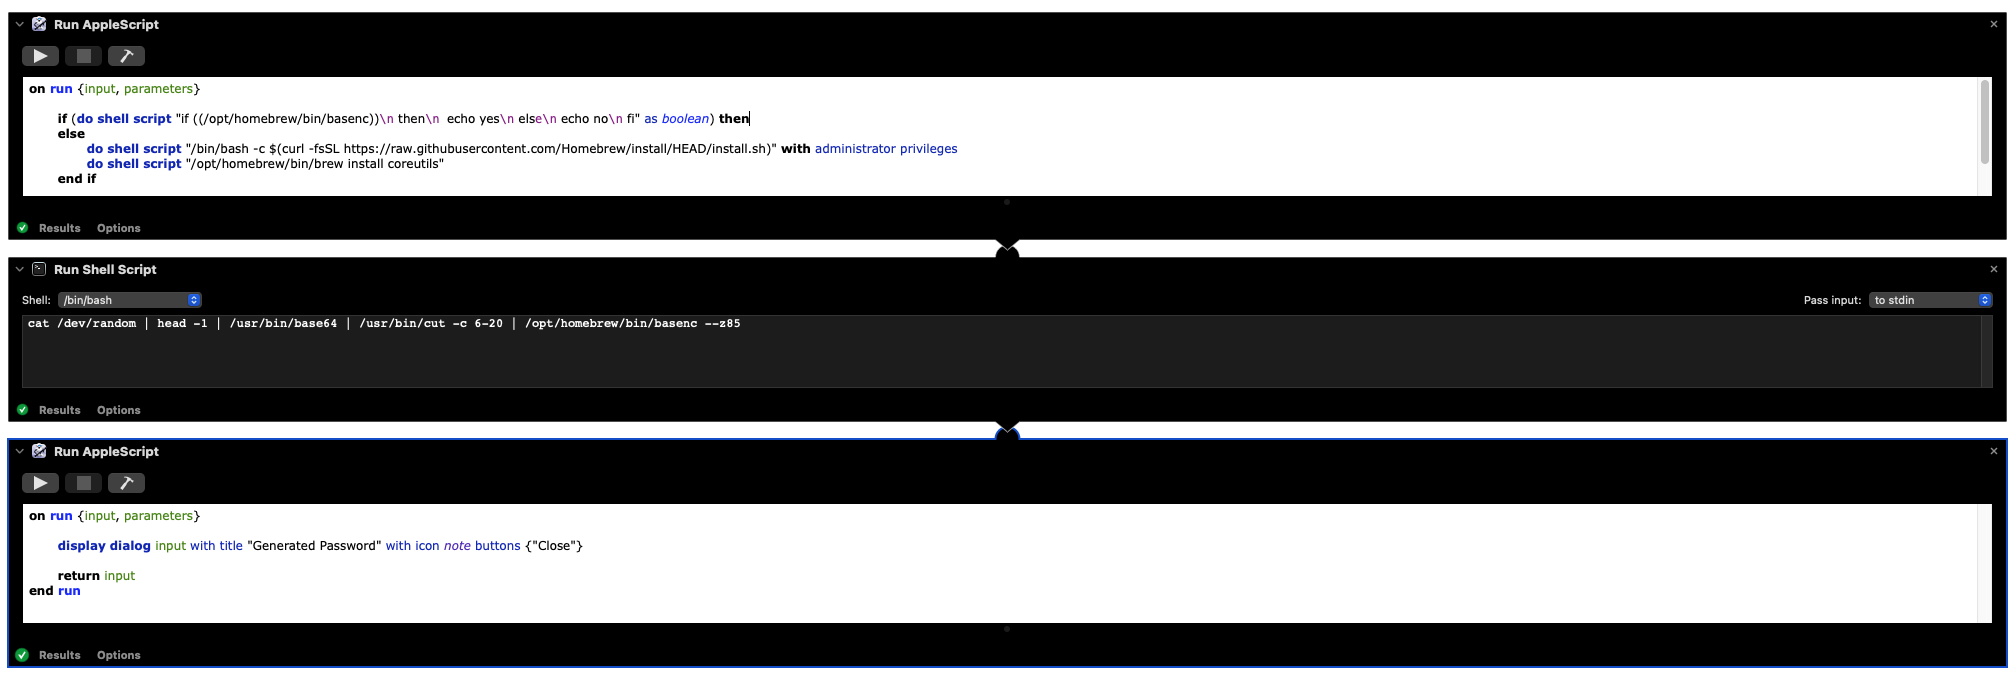 Run AppleScript
on run {input, parameters}
if (do shell script "if ((/opt/homebrew/bin/basenc))\n then\n  echo yes\n else\n echo no\n fi" as boolean) then
else
do shell script "/bin/bash -c $(curl -fsSL https://raw.githubusercontent.com/Homebrew/install/HEAD/install.sh)" with administrator privileges
do shell script "/opt/homebrew/bin/brew install coreutils"
end if
Results Options
Run Shell Script
Shell: /bin/bash Pass input: to stdin
cat /dev/random | head -1 | /usr/bin/base64 | /usr/bin/cut -c 6-20 | /opt/homebrew/bin/basenc --z85
Results Options
Run AppleScript
on run {input, parameters}
display dialog input with title "Generated Password" with icon note buttons {"Close"}
return input
end run
Results Options